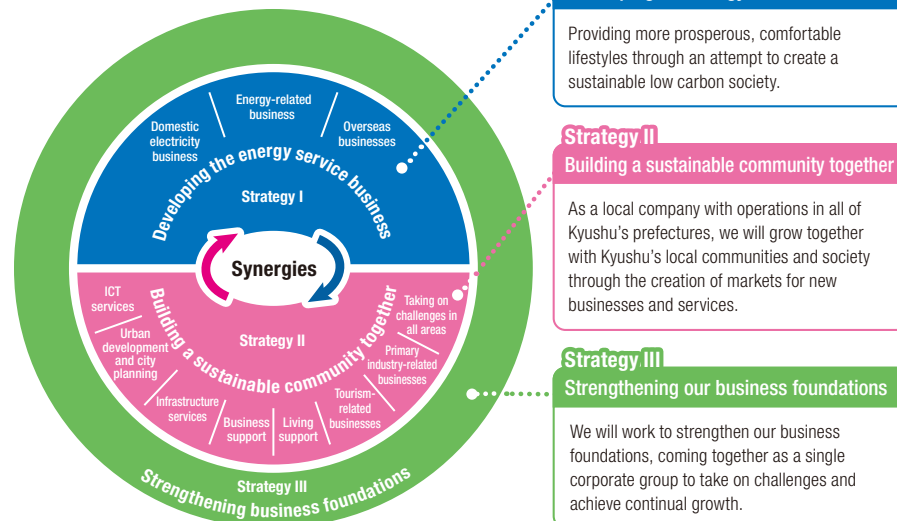 Energy-related
business
Domestic
electricity
business
Overseas
businesses
Developing the energy service business
Strategy I
Synergies
ICT
services
Urban
development
and city
planning
Infrastructure
services
Business
support
Living
support
Tourism-
related
businesses
Primary
industry-related
businesses
Taking on
challenges in
all areas
Strategy II
Building a sustainable community together
Strategy III
Strengthening business foundations
Providing more prosperous, comfortable
lifestyles through an attempt to create a
sustainable low carbon society.
Strategy II
Building a sustainable community together
As a local company with operations in all of
Kyushu’s prefectures, we will grow together
with Kyushu’s local communities and society
through the creation of markets for new
businesses and services.
Strategy III
Strengthening our business foundations
We will work to strengthen our business
foundations, coming together as a single
corporate group to take on challenges and
achieve continual growth.